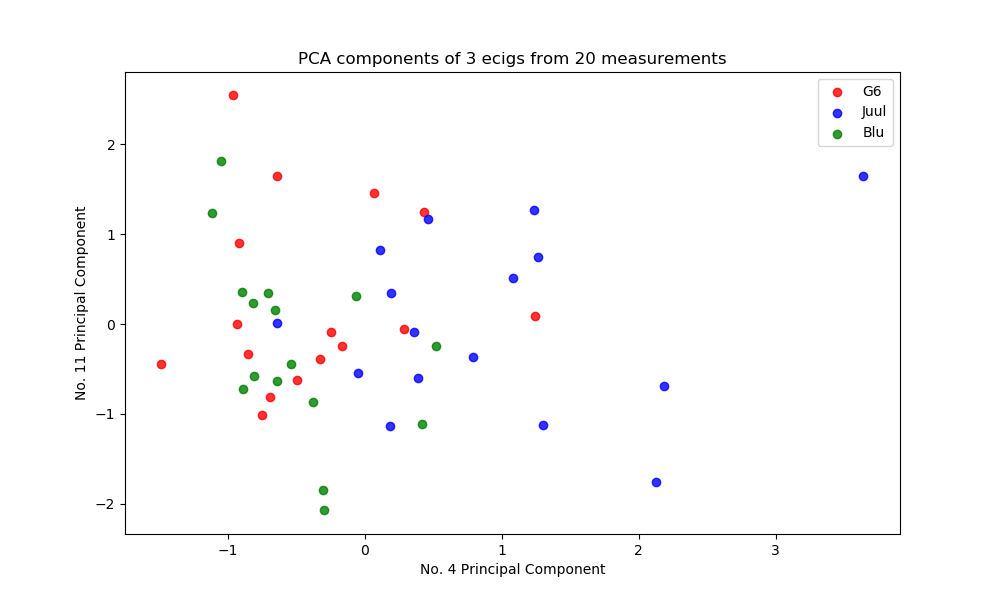 PCA components of 3 ecigs from 20 measurements
G6
Juul
Blu
2
1
0
−1
−2
No. 11 Principal Component
−1
0
1
2
3
No. 4 Principal Component